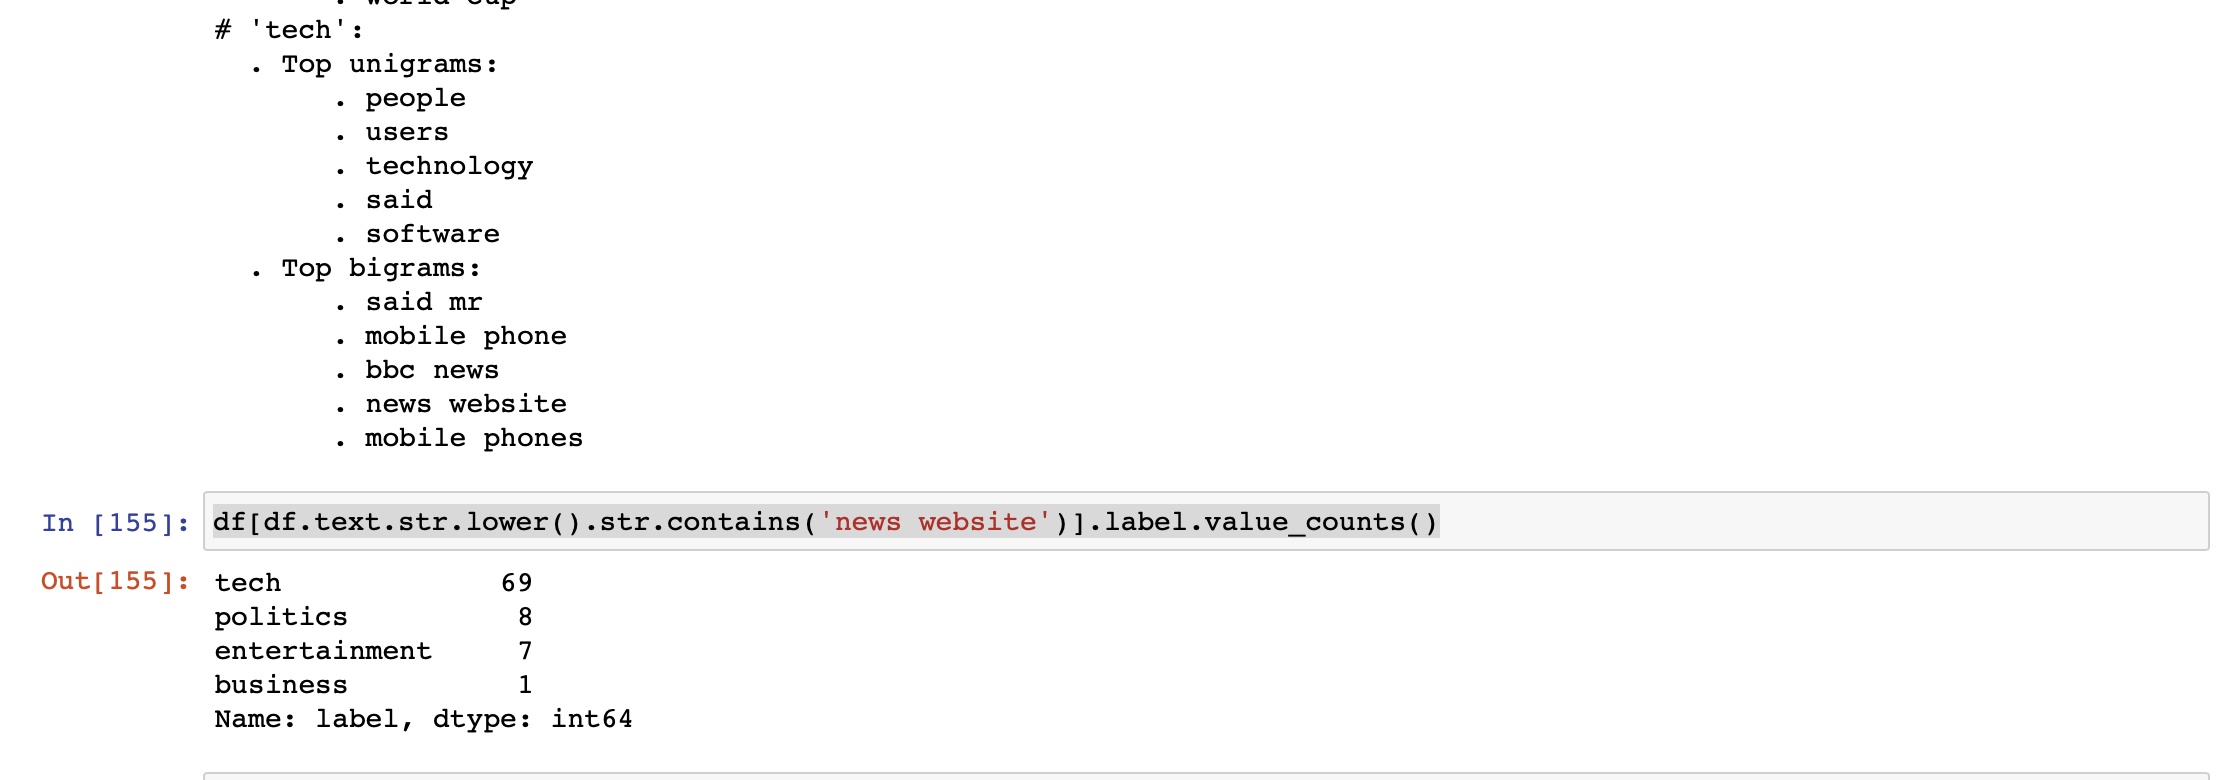 . world cup
# 'tech':
. Top unigrams:
. people
. users
. technology
. said
. software
. Top bigrams:
. said mr
. mobile phone
. bbc news
. news website
. mobile phones
In [155]: df[df.text.str.lower().str.contains('news website')].label.value_counts()
Out[155]: tech 69
politics 8
entertainment 7
business 1
Name: label, dtype: int64